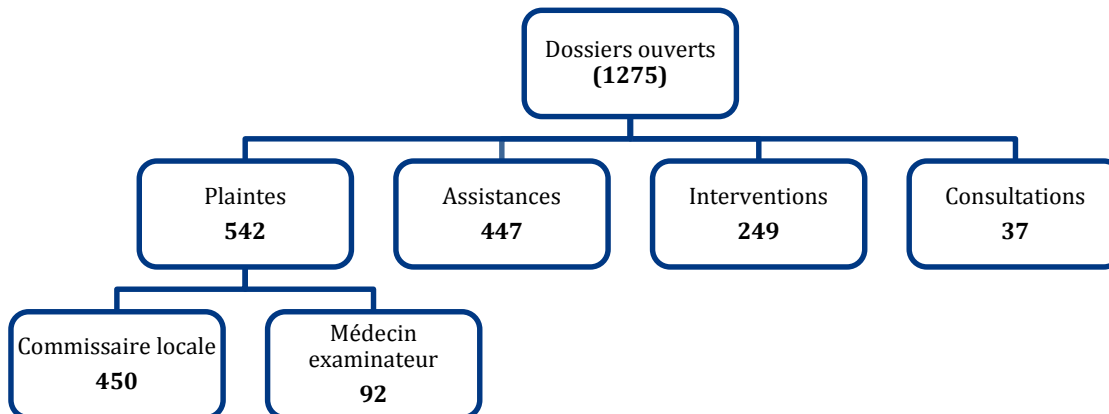 Dossiers ouverts
(1275)
Plaintes
542
Assistances
447
Interventions
249
Consultations
37
Commissaire locale
450
Médecin
examinateur
92